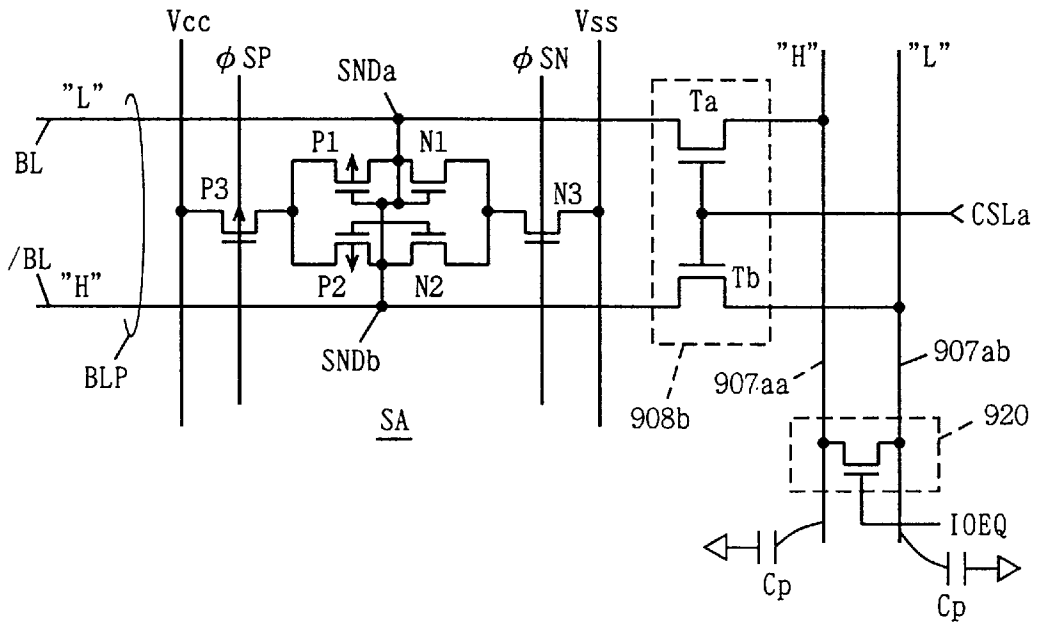 Vcc
Vss
φSP
SNDa
φSN
"H"
"L"
"L"
Ta
BL
P1
N1
P3
N3
CSLa
/BL
"H"
P2
N2
Tb
SNDb
BLP
907ab
907aa
908b
920
SA
IOEQ
Cp
Cp